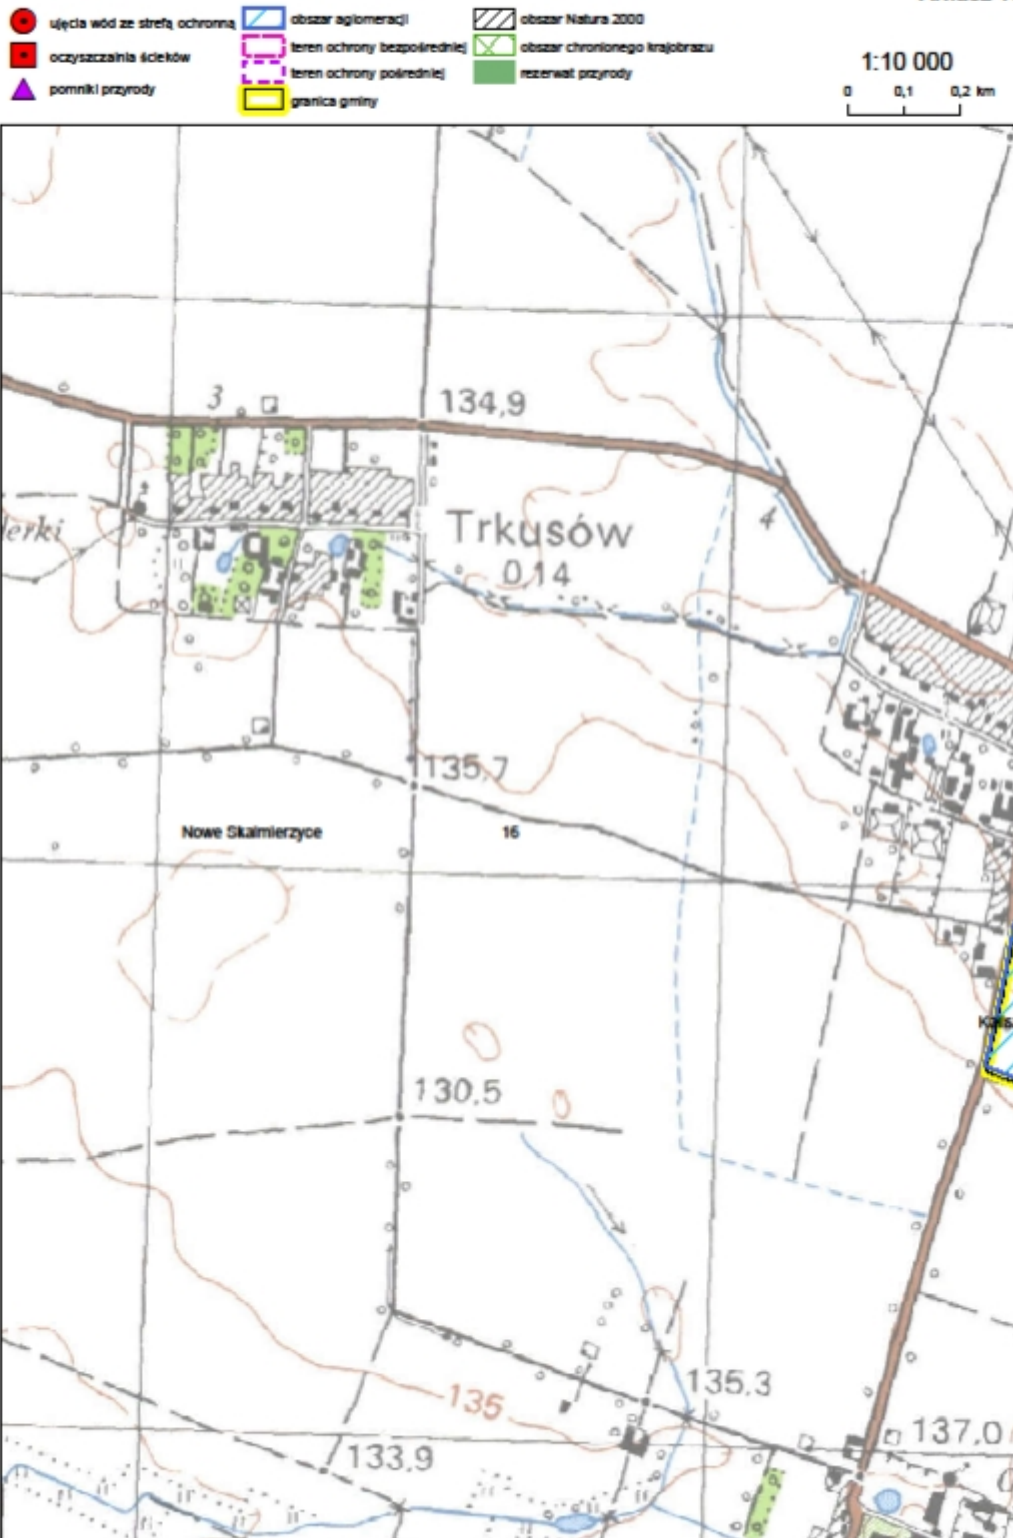 ujęcia wód ze strefą ochronną
oczyszczalnia ścieków
pomniki przyrody
obszar aglomeracji
teren ochrony bezpośredniej
teren ochrony pośredniej
granica gminy
obszar Natura 2000
obszar chronionego krajobrazu
rezerwat przyrody
1:10 000
0 0,1 0,2 km
3
134,9
4
Trkusów
0.14
135,7
Nowe Skalmierzyce 16
130.5
135
135.3
133,9
137.0